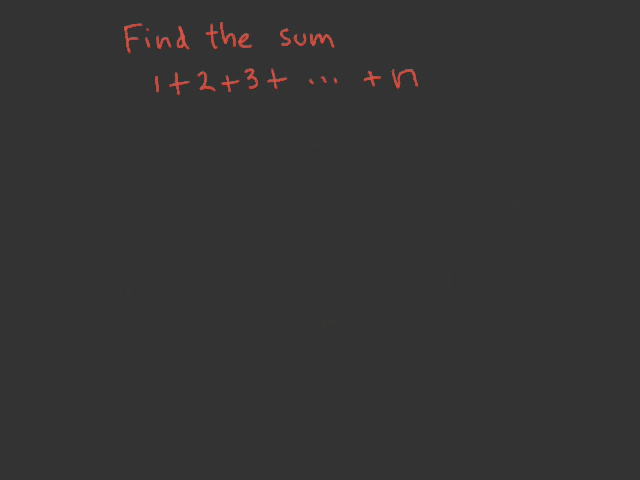 Find the sum
1+2+3+ ... +n